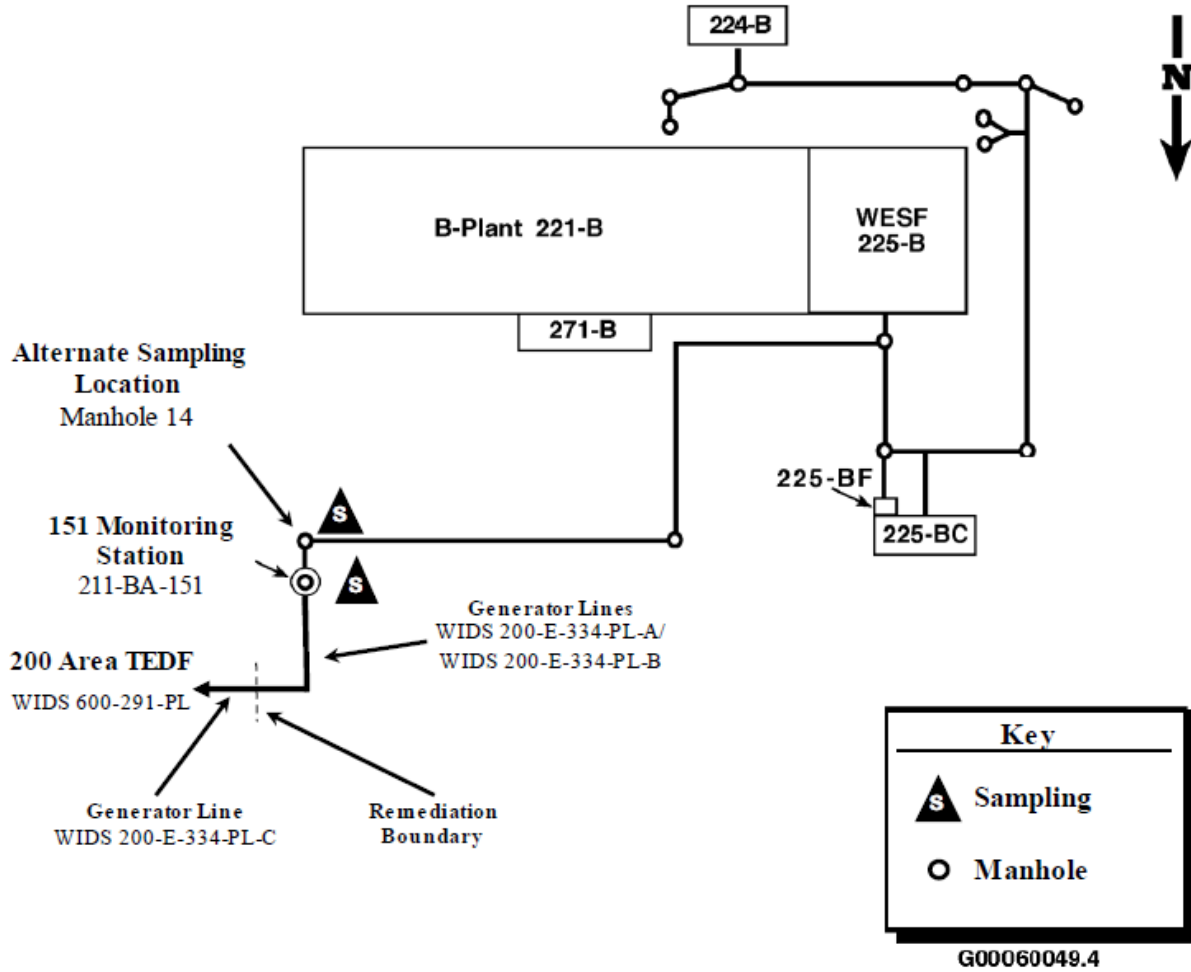 224-B
N
B-Plant 221-B
WESF
225-B
271-B
Alternate Sampling
Location
Manhole 14
225-BF
S
151 Monitoring
Station
211-BA-151
225-BC
S
Generator Lines
WIDS 200-E-334-PL-A/
WIDS 200-E-334-PL-B
200 Area TEDF
WIDS 600-291-PL
Generator Line
WIDS 200-E-334-PL-C
Remediation
Boundary
Key
S Sampling
Manhole
G00060049.4